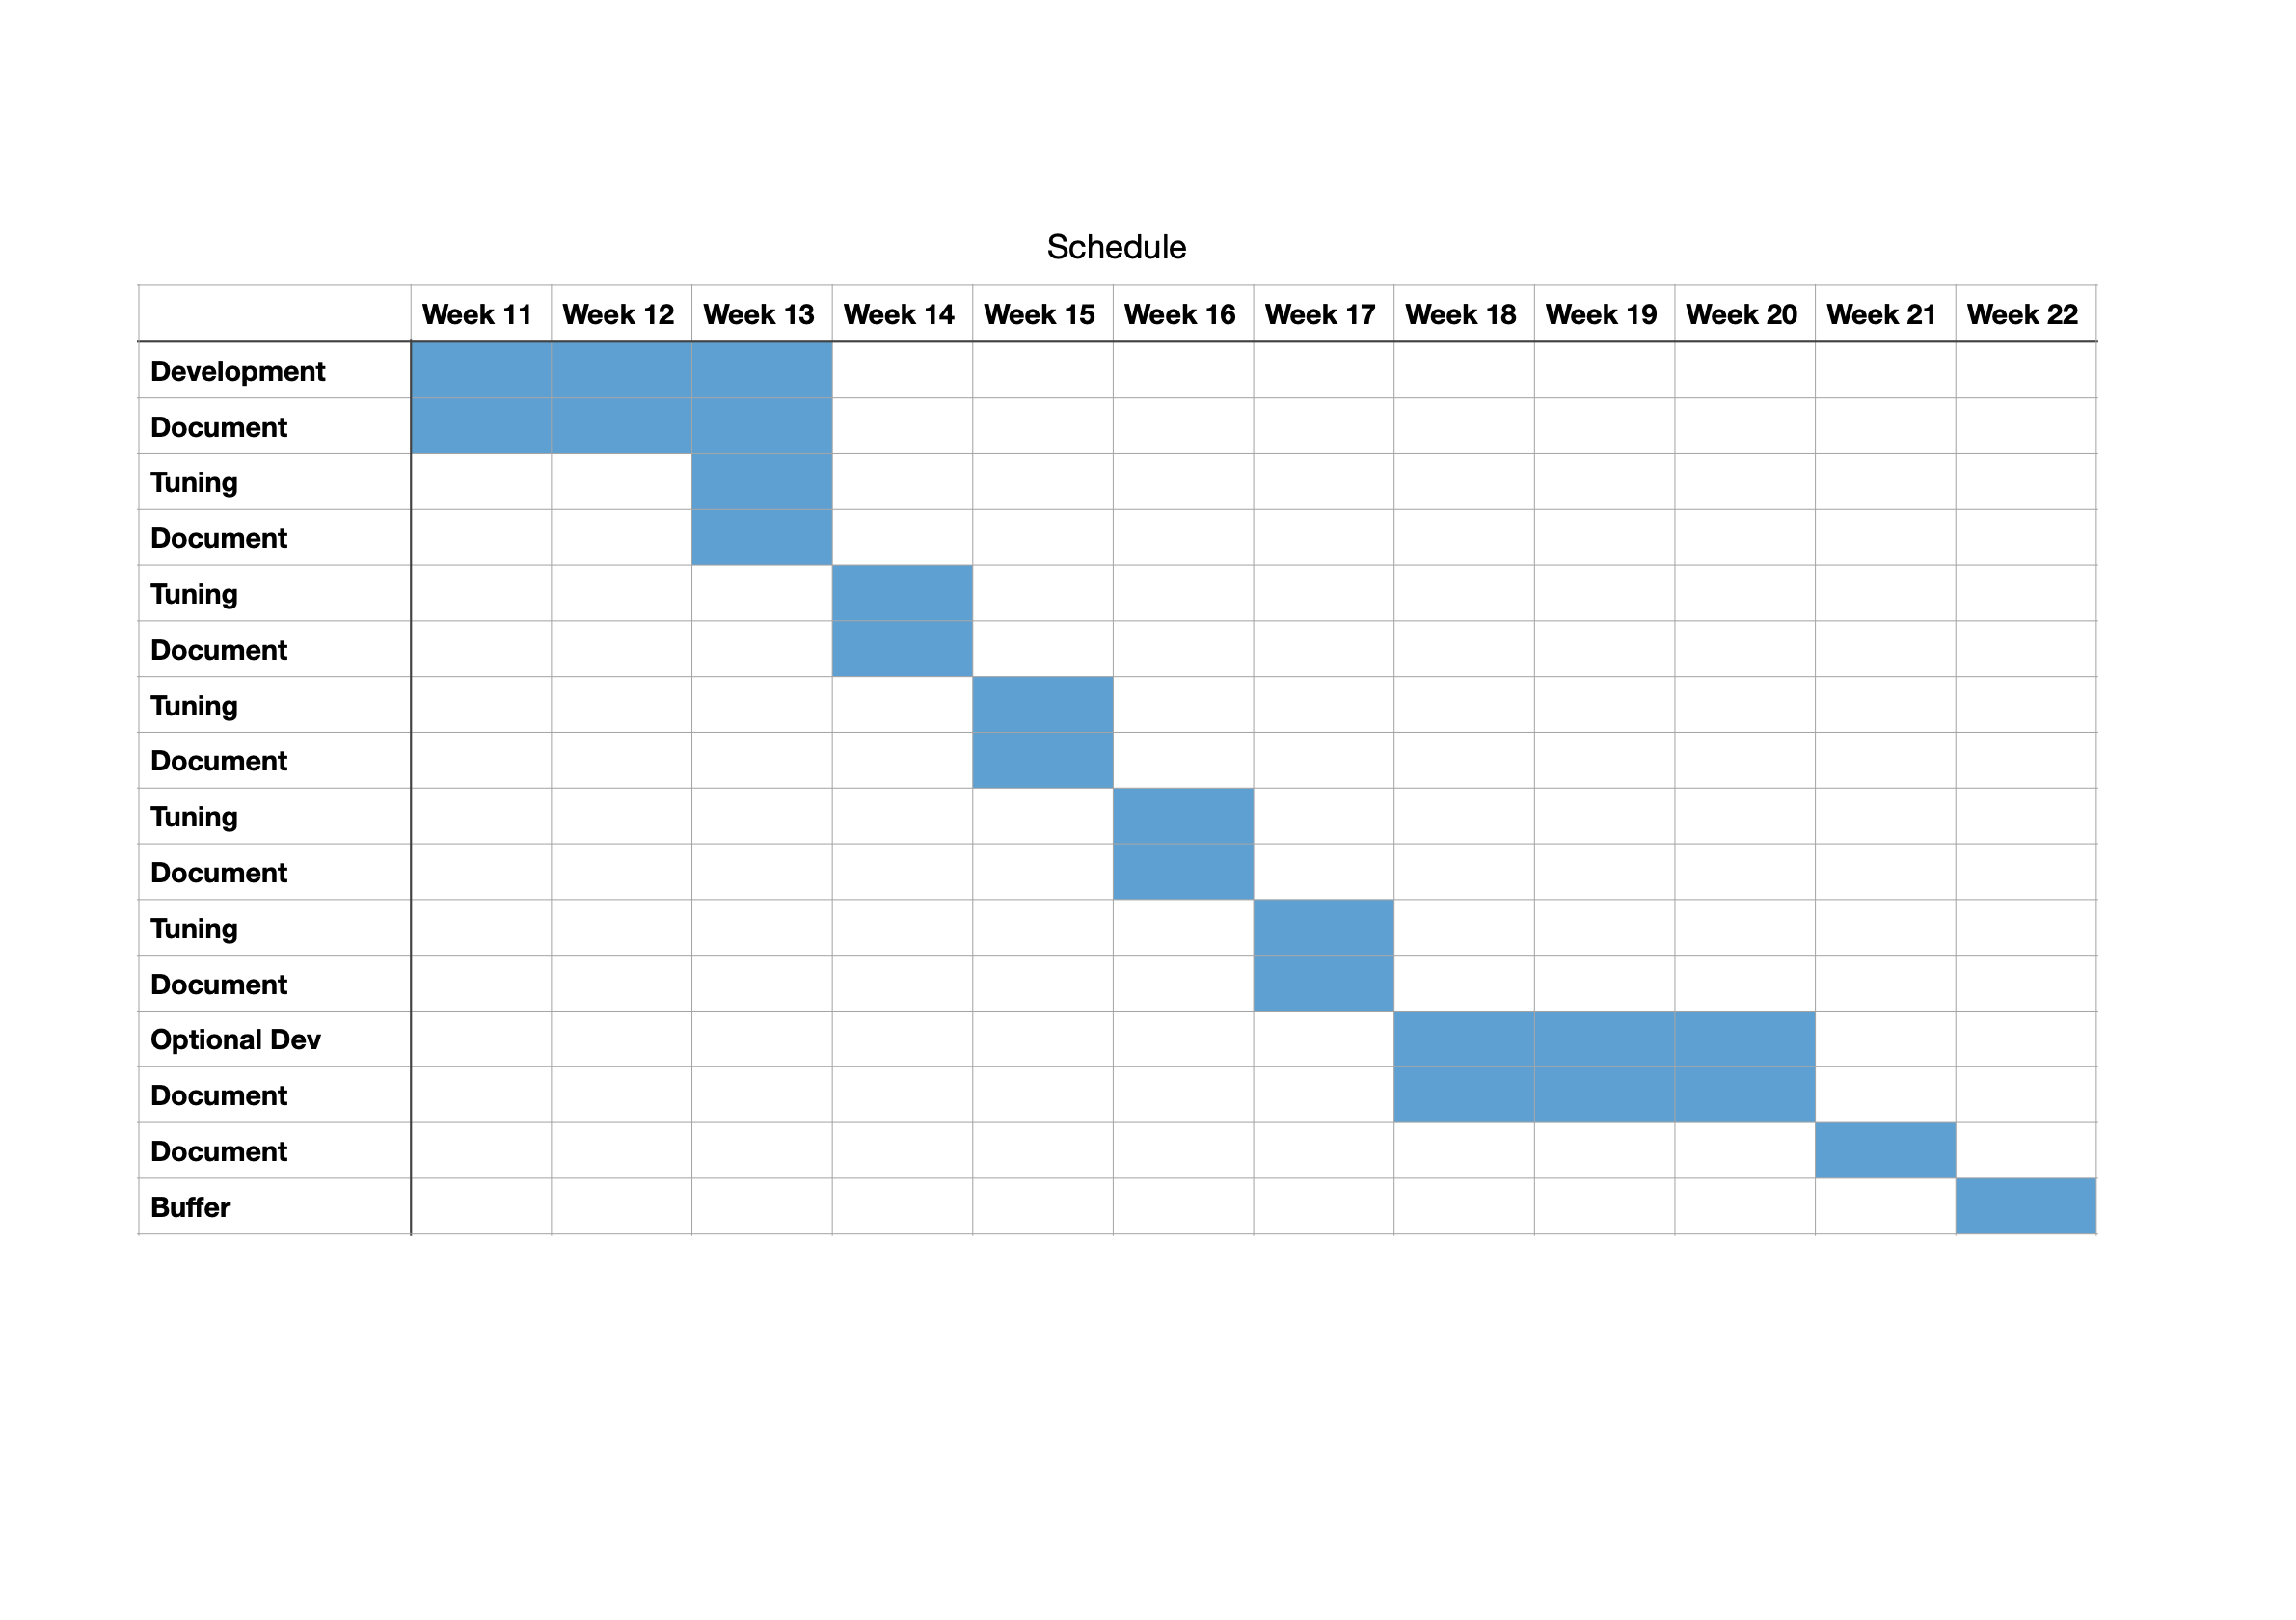 Schedule
Week 11 Week 12 Week 13 Week 14 Week 15 Week 16 Week 17 Week 18 Week 19 Week 20 Week 21 Week 22
Development
Document
Tuning
Document
Tuning
Document
Tuning
Document
Tuning
Document
Tuning
Document
Optional Dev
Document
Document
Buffer